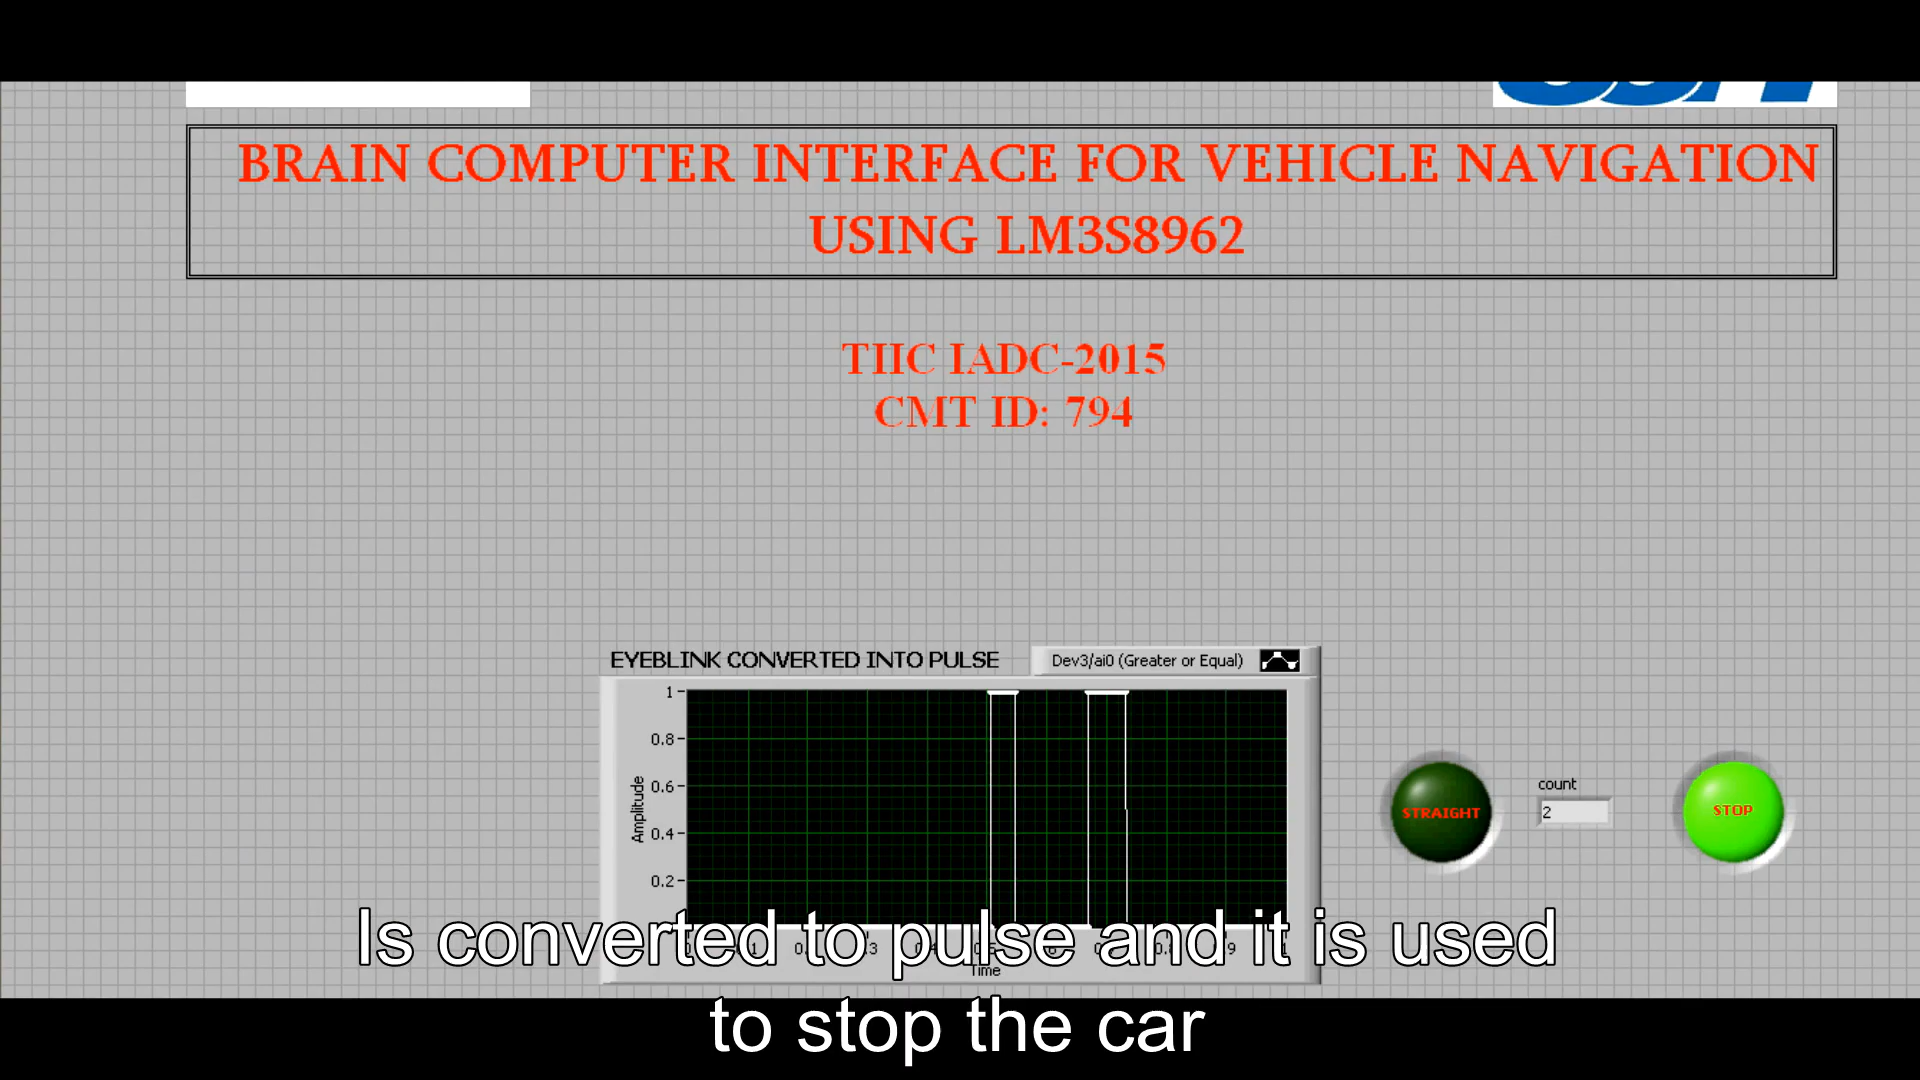 BRAIN COMPUTER INTERFACE FOR VEHICLE NAVIGATION
USING LM3S8962
TIIC IADC-2015
CMT ID: 794
EYEBLINK CONVERTED INTO PULSE
Dev3/ai0 (Greater or Equal)
1
0.8
0.6
0.4
0.2
Amplitude
Time
STRAIGHT
count
2
STOP
Is converted to pulse and it is used
to stop the car